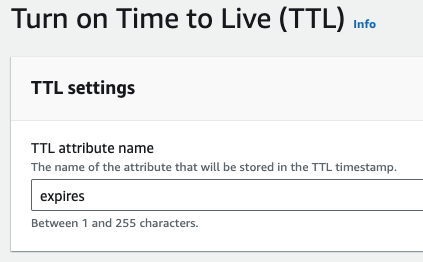 Turn on Time to Live (TTL) Info
TTL settings
TTL attribute name
The name of the attribute that will be stored in the TTL timestamp.
expires
Between 1 and 255 characters.